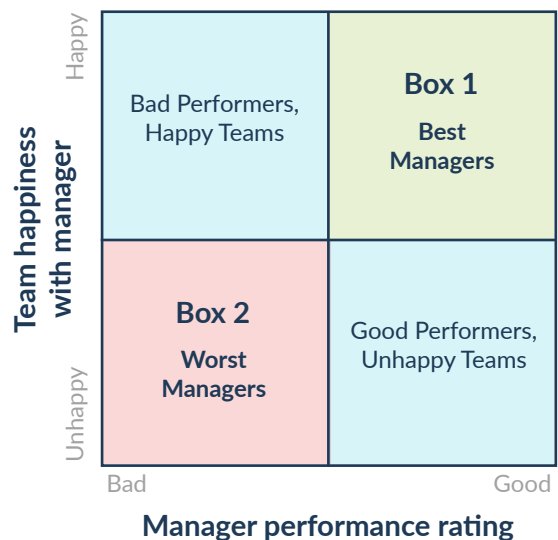 Team happiness
with manager
Happy
Unhappy
Bad Performers,
Happy Teams
Box 1
Best
Managers
Box 2
Worst
Managers
Good Performers,
Unhappy Teams
Bad
Good
Manager performance rating